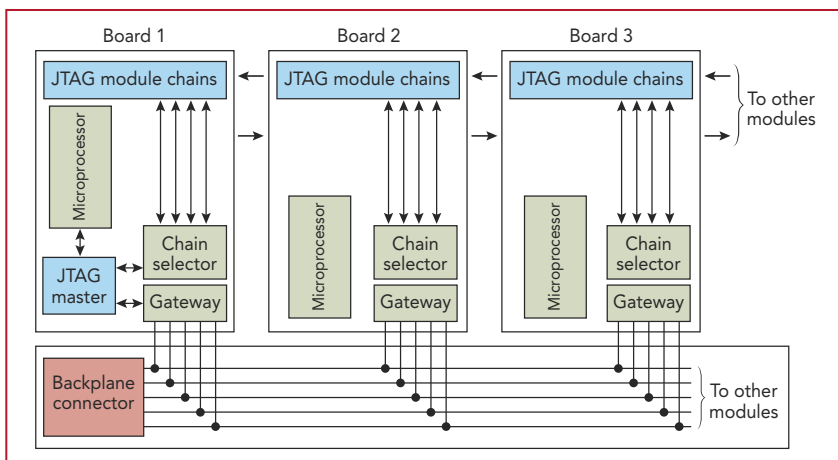 Board 1
Board 2
Board 3
JTAG module chains
JTAG module chains
JTAG module chains
To other
modules
Microprocessor
Microprocessor
Microprocessor
Chain
selector
Chain
selector
Chain
selector
JTAG
master
Gateway
Gateway
Gateway
Backplane
connector
To other
modules